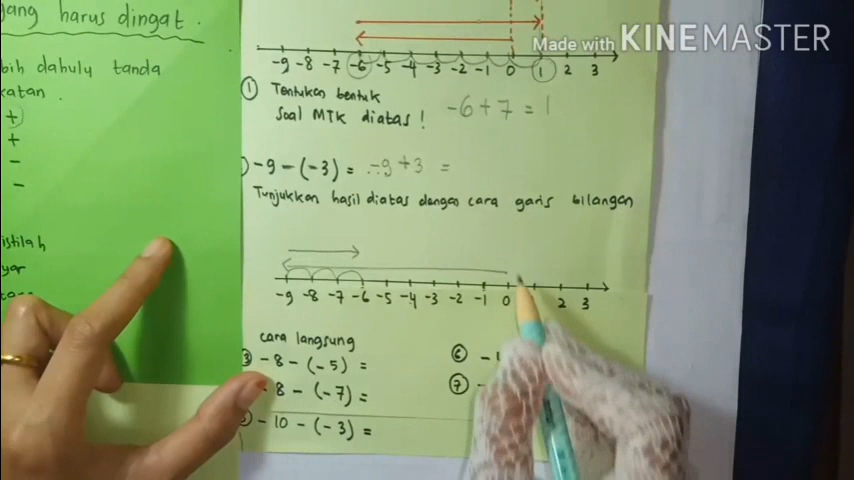 yang harus dingat.
bih dahulu tanda
katan.
+
+
-
-
istilah
yar
Made with KINEMASTER
-9 -8 -7 -6 -5 -4 -3 -2 -1 0 1 2 3
① Tentukan bentuk
Soal MTK diatas !
-6+7 = 1
-9 - (-3) = -9 + 3 =
Tunjukkan hasil diatas dengan cara garis bilangan
-9 -8 -7 -6 -5 -4 -3 -2 -1 0 2 3
cara langsung
③ -8 - (-5) =
-8 - (-7) =
-10 - (-3) =
⑥ -1
⑦ -